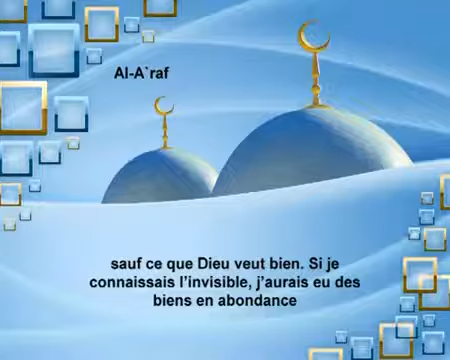 Al-A`raf
sauf ce que Dieu veut bien. Si je
connaissais l'invisible, j'aurais eu des
biens en abondance